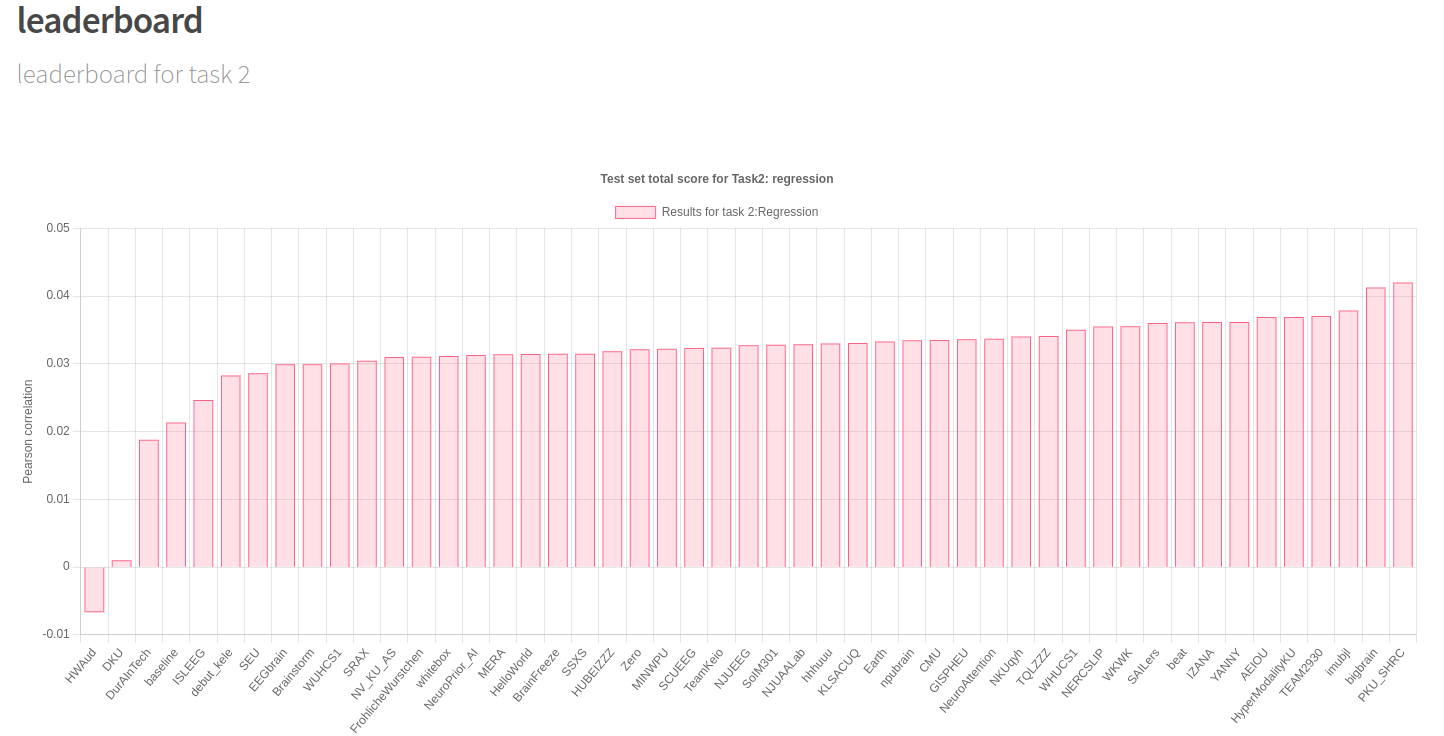 leaderboard
leaderboard for task 2
Test set total score for Task2: regression
Results for task 2:Regression
0.05
0.04
0.03
0.02
0.01
0
-0.01
Pearson correlation
HWAud
DKU
DurAInTech
baseline
ISLEEG
debut_kele
SEU
EEGbrain
Brainstorm
WUHCS1
SRAX
NV_KU_AS
FrohlicheWurstchen
whitebox
NeuroPrior_AI
MERA
HelloWorld
BrainFreeze
SSXS
HUBEIZZZ
Zero
MINWPU
SCUEEG
TeamKeio
NJUEEG
SolM301
NJUAALab
hhhuuu
KLSACUQ
Earth
npubrain
CMU
GISPHEU
NeuroAttention
NKUqyh
TQLZZZ
WHUCS1
NERCSLIP
WKWK
SAILers
beat
IZANA
YANNY
AEIOU
HyperModalityKU
TEAM2930
imubjl
bigbrain
PKU_SHRC